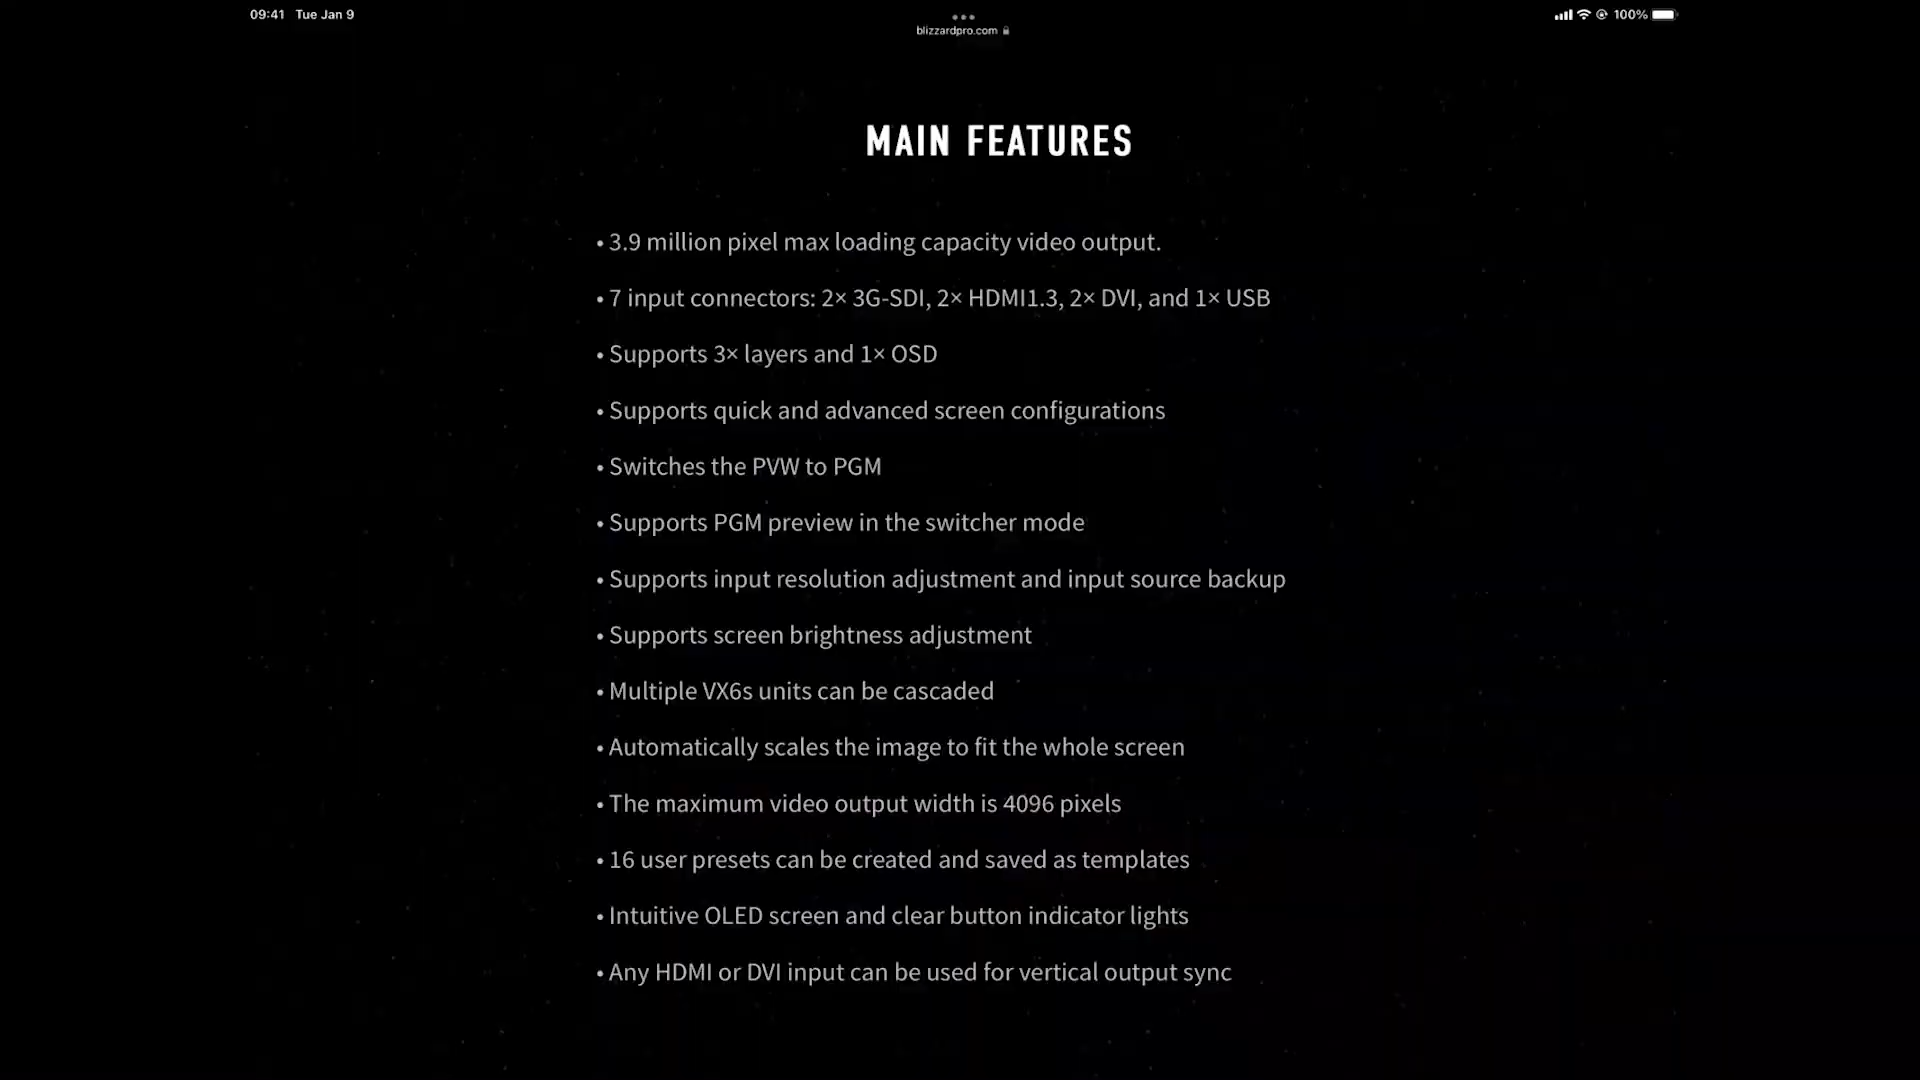 09:41 Tue Jan 9
blizzardpro.com
100%
MAIN FEATURES
• 3.9 million pixel max loading capacity video output.
• 7 input connectors: 2× 3G-SDI, 2× HDMI1.3, 2× DVI, and 1× USB
• Supports 3× layers and 1× OSD
• Supports quick and advanced screen configurations
• Switches the PVW to PGM
• Supports PGM preview in the switcher mode
• Supports input resolution adjustment and input source backup
• Supports screen brightness adjustment
• Multiple VX6s units can be cascaded
• Automatically scales the image to fit the whole screen
• The maximum video output width is 4096 pixels
• 16 user presets can be created and saved as templates
• Intuitive OLED screen and clear button indicator lights
• Any HDMI or DVI input can be used for vertical output sync